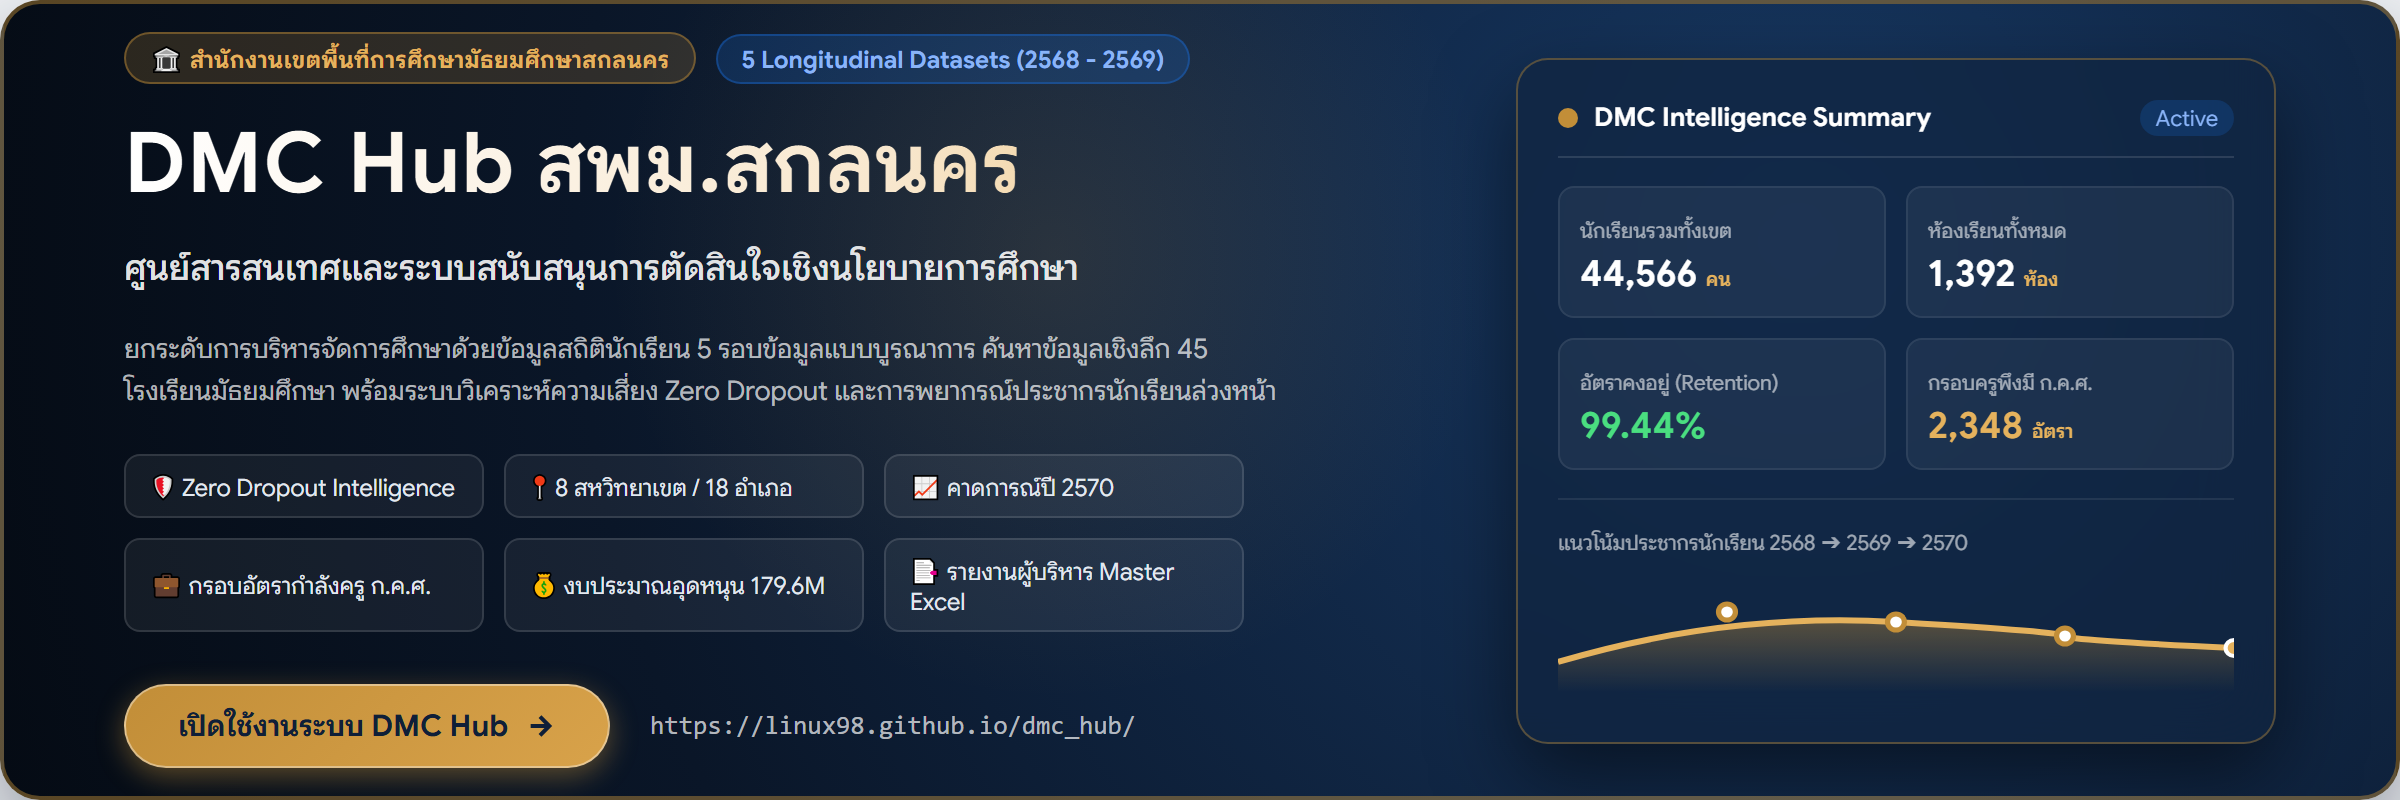 🏛️ สำนักงานเขตพื้นที่การศึกษามัธยมศึกษาสกลนคร
5 Longitudinal Datasets (2568 - 2569)
DMC Hub สพม.สกลนคร
ศูนย์สารสนเทศและระบบสนับสนุนการตัดสินใจเชิงนโยบายการศึกษา
ยกระดับการบริหารจัดการศึกษาด้วยข้อมูลสถิตินักเรียน 5 รอบข้อมูลแบบบูรณาการ ค้นหาข้อมูลเชิงลึก 45
โรงเรียนมัธยมศึกษา พร้อมระบบวิเคราะห์ความเสี่ยง Zero Dropout และการพยากรณ์ประชากรนักเรียนล่วงหน้า
Zero Dropout Intelligence
8 สหวิทยาเขต / 18 อำเภอ
คาดการณ์ปี 2570
กรอบอัตรากำลังครู ก.ค.ศ.
งบประมาณอุดหนุน 179.6M
รายงานผู้บริหาร Master
Excel
เปิดใช้งานระบบ DMC Hub →
https://linux98.github.io/dmc_hub/
DMC Intelligence Summary
Active
นักเรียนรวมทั้งเขต
44,566 คน
ห้องเรียนทั้งหมด
1,392 ห้อง
อัตราคงอยู่ (Retention)
99.44%
กรอบครูพึงมี ก.ค.ศ.
2,348 อัตรา
แนวโน้มประชากรนักเรียน 2568 ➔ 2569 ➔ 2570